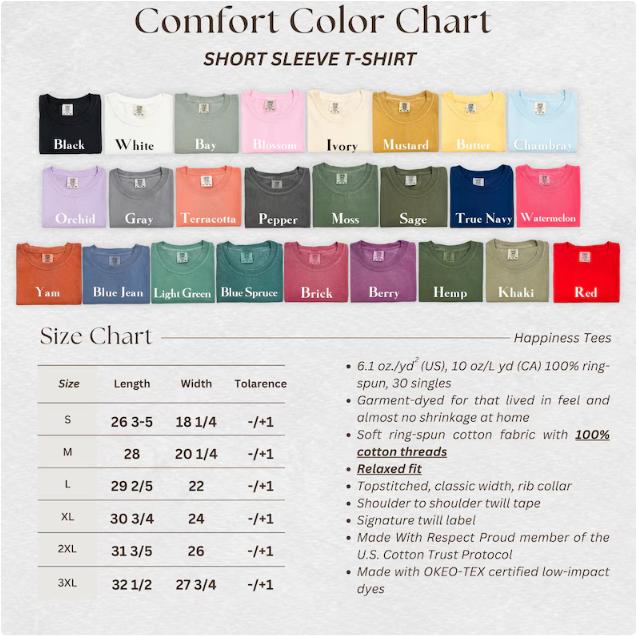 Comfort Color Chart
SHORT SLEEVE T-SHIRT
Black White Bay Blossom Ivory Mustard Butter Chambray
Orchid Gray Terracotta Pepper Moss Sage True Navy Watermelon
Yam Blue Jean Light Green Blue Spruce Brick Berry Hemp Khaki Red
Size Chart
Happiness Tees
Size Length Width Tolarence
S 26 3-5 18 1/4 -/+1
M 28 20 1/4 -/+1
L 29 2/5 22 -/+1
XL 30 3/4 24 -/+1
2XL 31 3/5 26 -/+1
3XL 32 1/2 27 3/4 -/+1
• 6.1 oz./yd² (US), 10 oz/L yd (CA) 100% ring-
spun, 30 singles
• Garment-dyed for that lived in feel and
almost no shrinkage at home
• Soft ring-spun cotton fabric with 100%
cotton threads
• Relaxed fit
• Topstitched, classic width, rib collar
• Shoulder to shoulder twill tape
• Signature twill label
• Made With Respect Proud member of the
U.S. Cotton Trust Protocol
• Made with OKEO-TEX certified low-impact
dyes